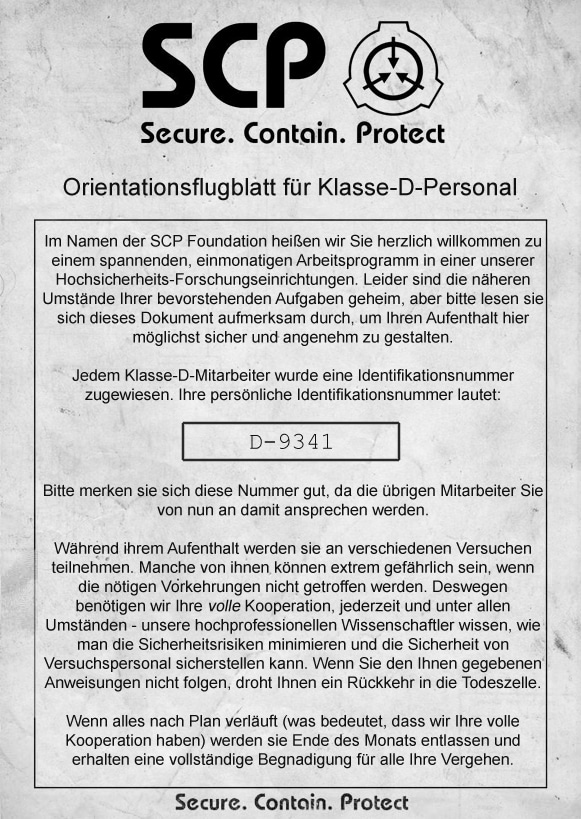 SCP
Secure. Contain. Protect
Orientationsflugblatt für Klasse-D-Personal
Im Namen der SCP Foundation heißen wir Sie herzlich willkommen zu
einem spannenden, einmonatigen Arbeitsprogramm in einer unserer
Hochsicherheits-Forschungseinrichtungen. Leider sind die näheren
Umstände Ihrer bevorstehenden Aufgaben geheim, aber bitte lesen sie
sich dieses Dokument aufmerksam durch, um Ihren Aufenthalt hier
möglichst sicher und angenehm zu gestalten.
Jedem Klasse-D-Mitarbeiter wurde eine Identifikationsnummer
zugewiesen. Ihre persönliche Identifikationsnummer lautet:
D-9341
Bitte merken sie sich diese Nummer gut, da die übrigen Mitarbeiter Sie
von nun an damit ansprechen werden.
Während ihrem Aufenthalt werden sie an verschiedenen Versuchen
teilnehmen. Manche von ihnen können extrem gefährlich sein, wenn
die nötigen Vorkehrungen nicht getroffen werden. Deswegen
benötigen wir Ihre volle Kooperation, jederzeit und unter allen
Umständen - unsere hochprofessionellen Wissenschaftler wissen, wie
man die Sicherheitsrisiken minimieren und die Sicherheit von
Versuchspersonal sicherstellen kann. Wenn Sie den Ihnen gegebenen
Anweisungen nicht folgen, droht Ihnen ein Rückkehr in die Todeszelle.
Wenn alles nach Plan verläuft (was bedeutet, dass wir Ihre volle
Kooperation haben) werden sie Ende des Monats entlassen und
erhalten eine vollständige Begnadigung für alle Ihre Vergehen.
Secure. Contain. Protect